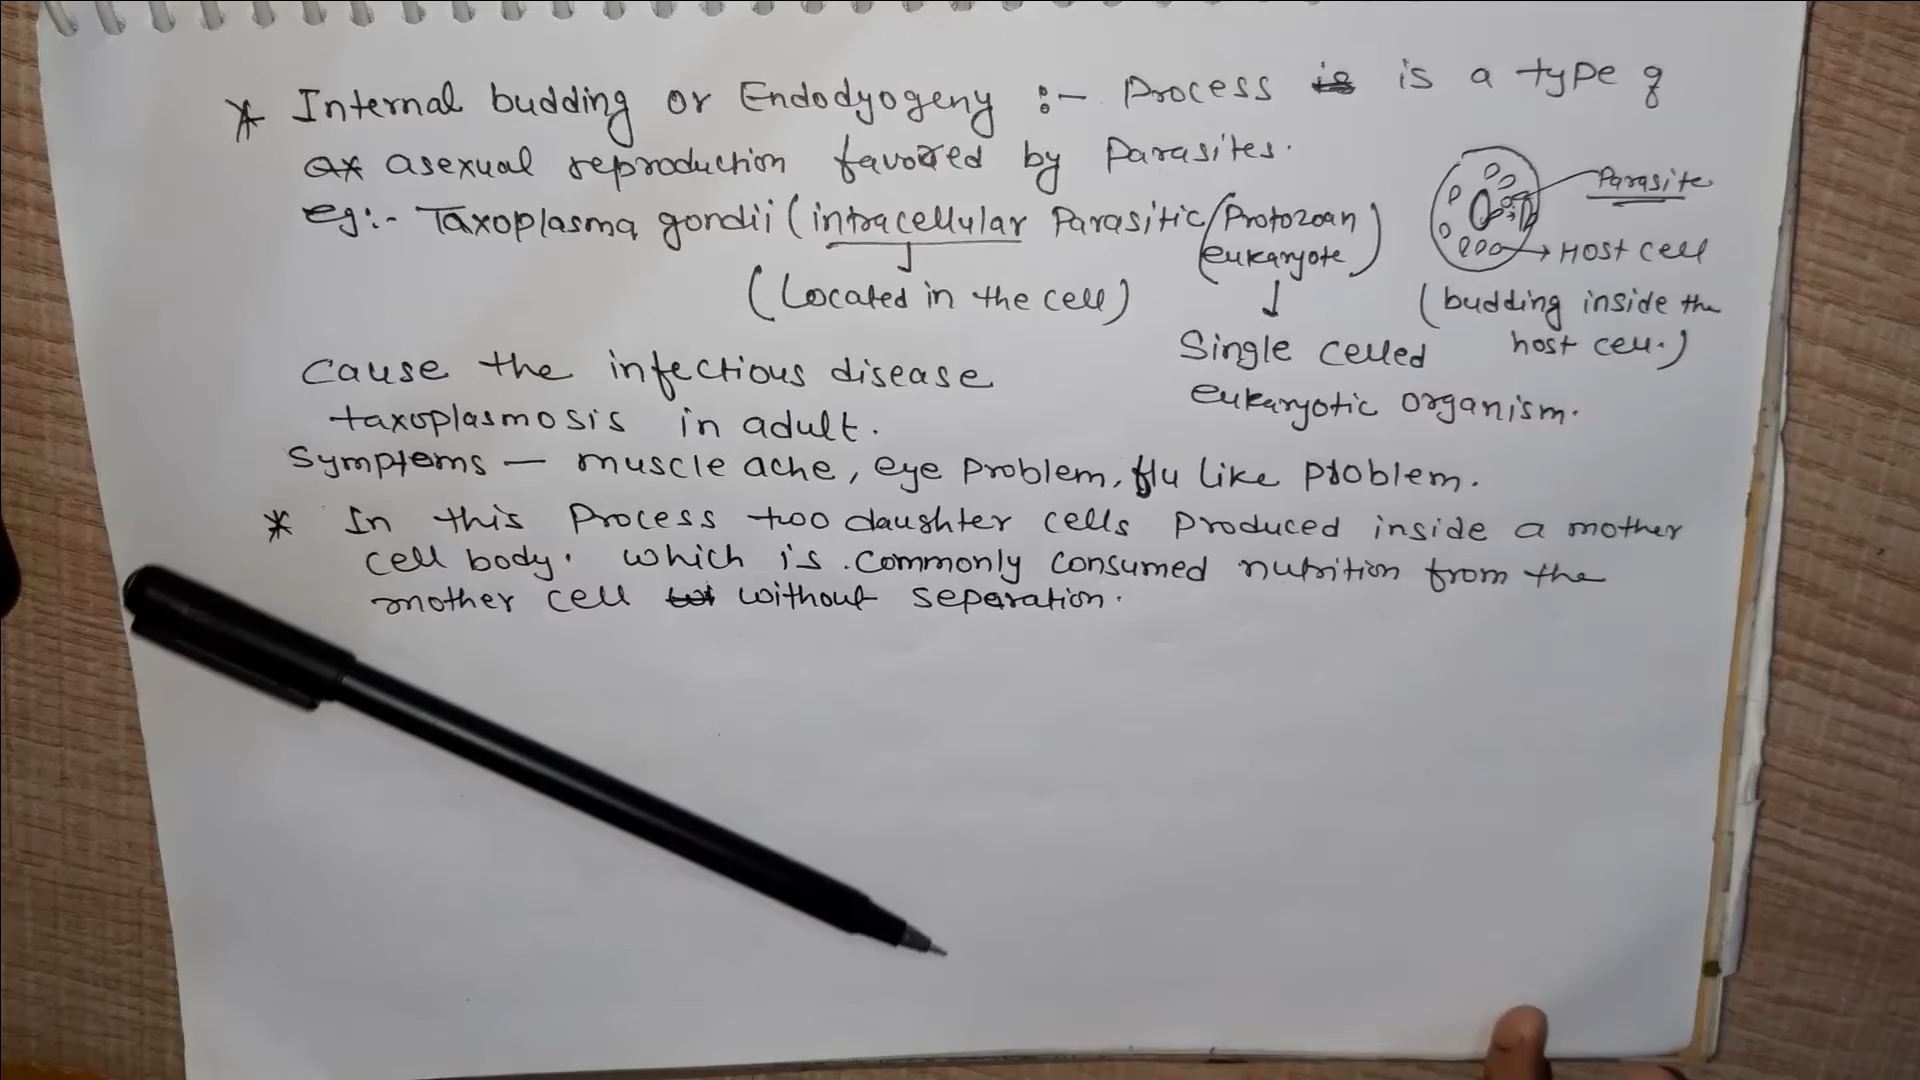 * Internal budding or Endodyogeny :- Process is is a type of
asexual reproduction favored by Parasites.
eg:- Taxoplasma gondii (intracellular Parasitic/Protozoan
eukaryote)
(Located in the cell)
Single celled
eukaryotic organism.
Parasite
Host cell
(budding inside the
host cell.)
Cause the infectious disease
taxoplasmosis in adult.
Symptoms — muscle ache, eye problem, flu like problem.
* In this Process two daughter cells produced inside a mother
cell body. which is commonly consumed nutrition from the
mother cell without separation.